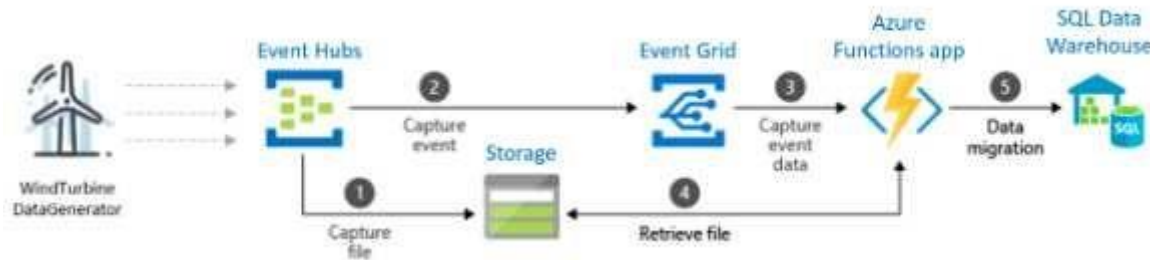 Azure
Functions app
SQL Data
Warehouse
Event Hubs
Event Grid
2
3
5
Capture
event
Capture
event
data
Data
migration
SQL
Storage
WindTurbine
DataGenerator
1
4
Capture
file
Retrieve file